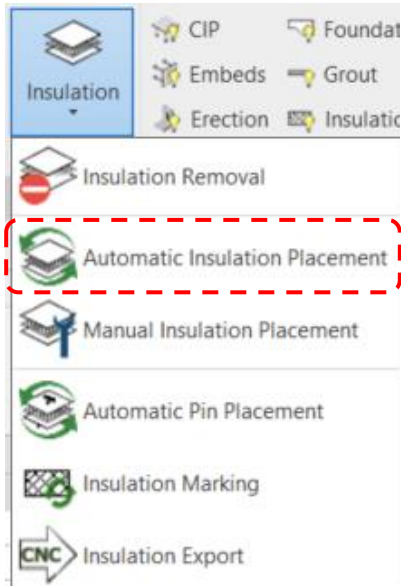 CIP
Foundat
Insulation
Embeds
Grout
Erection
Insulatic
Insulation Removal
Automatic Insulation Placement
Manual Insulation Placement
Automatic Pin Placement
Insulation Marking
CNC Insulation Export